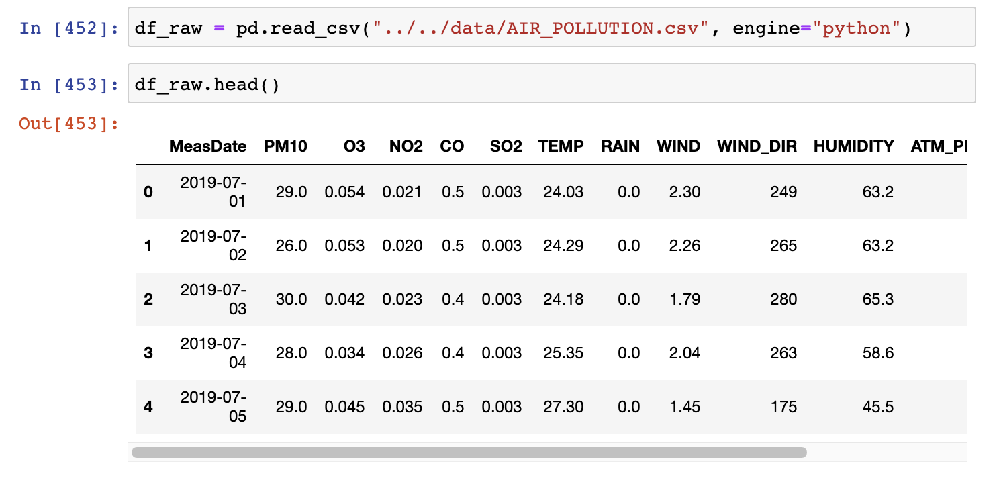 In [452]: df_raw = pd.read_csv("../../data/AIR_POLLUTION.csv", engine="python")
In [453]: df_raw.head()
Out[453]:
MeasDate PM10 O3 NO2 CO SO2 TEMP RAIN WIND WIND_DIR HUMIDITY
0 2019-07-01 29.0 0.054 0.021 0.5 0.003 24.03 0.0 2.30 249 63.2
1 2019-07-02 26.0 0.053 0.020 0.5 0.003 24.29 0.0 2.26 265 63.2
2 2019-07-03 30.0 0.042 0.023 0.4 0.003 24.18 0.0 1.79 280 65.3
3 2019-07-04 28.0 0.034 0.026 0.4 0.003 25.35 0.0 2.04 263 58.6
4 2019-07-05 29.0 0.045 0.035 0.5 0.003 27.30 0.0 1.45 175 45.5